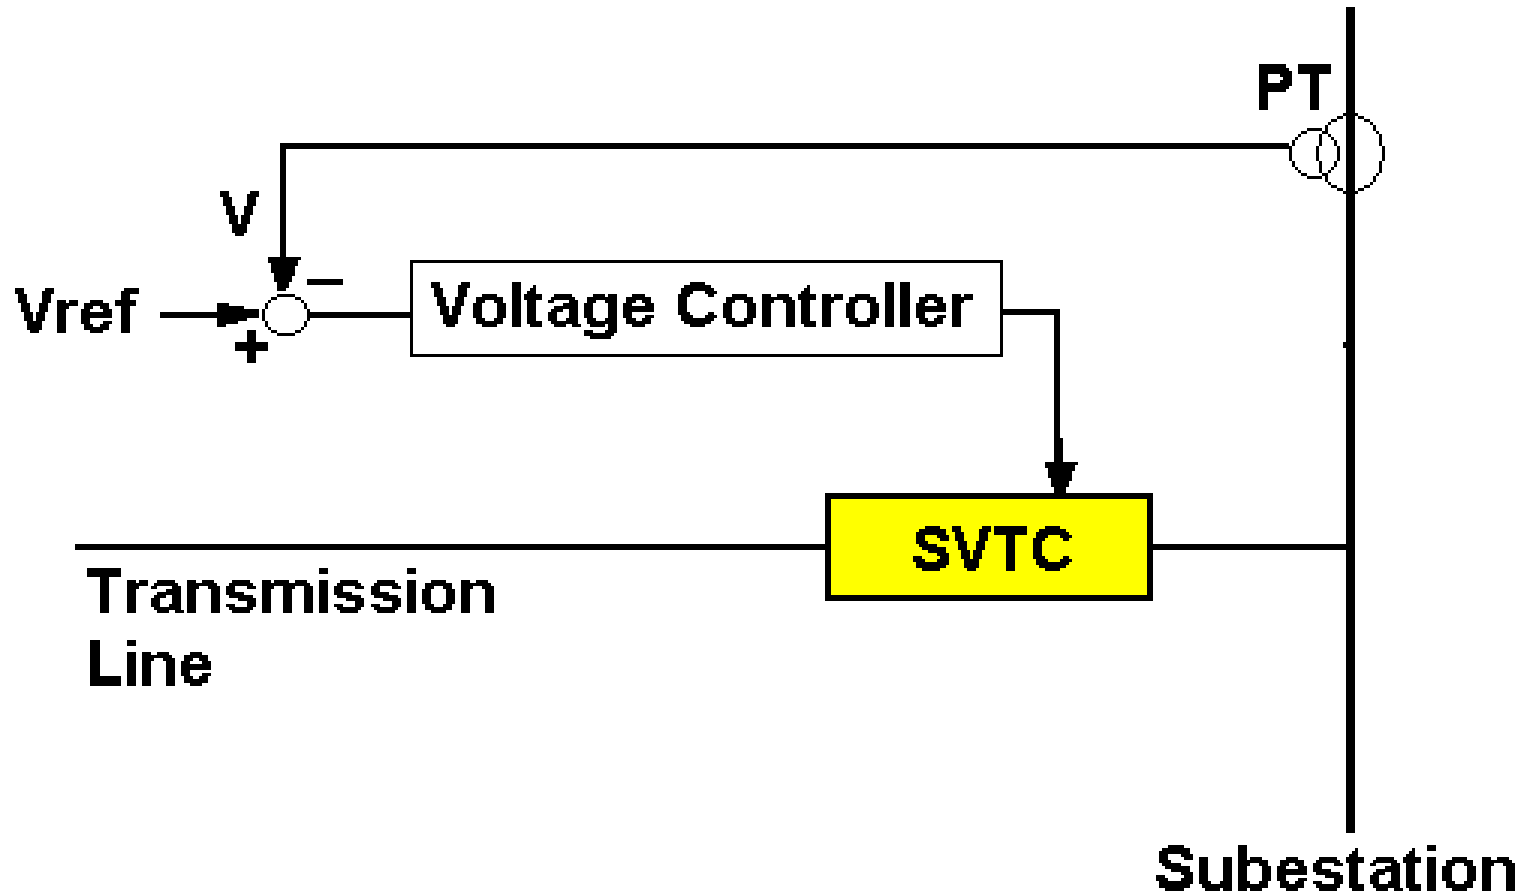 PT
V
–
Vref
+
Voltage Controller
SVTC
Transmission
Line
Subestation